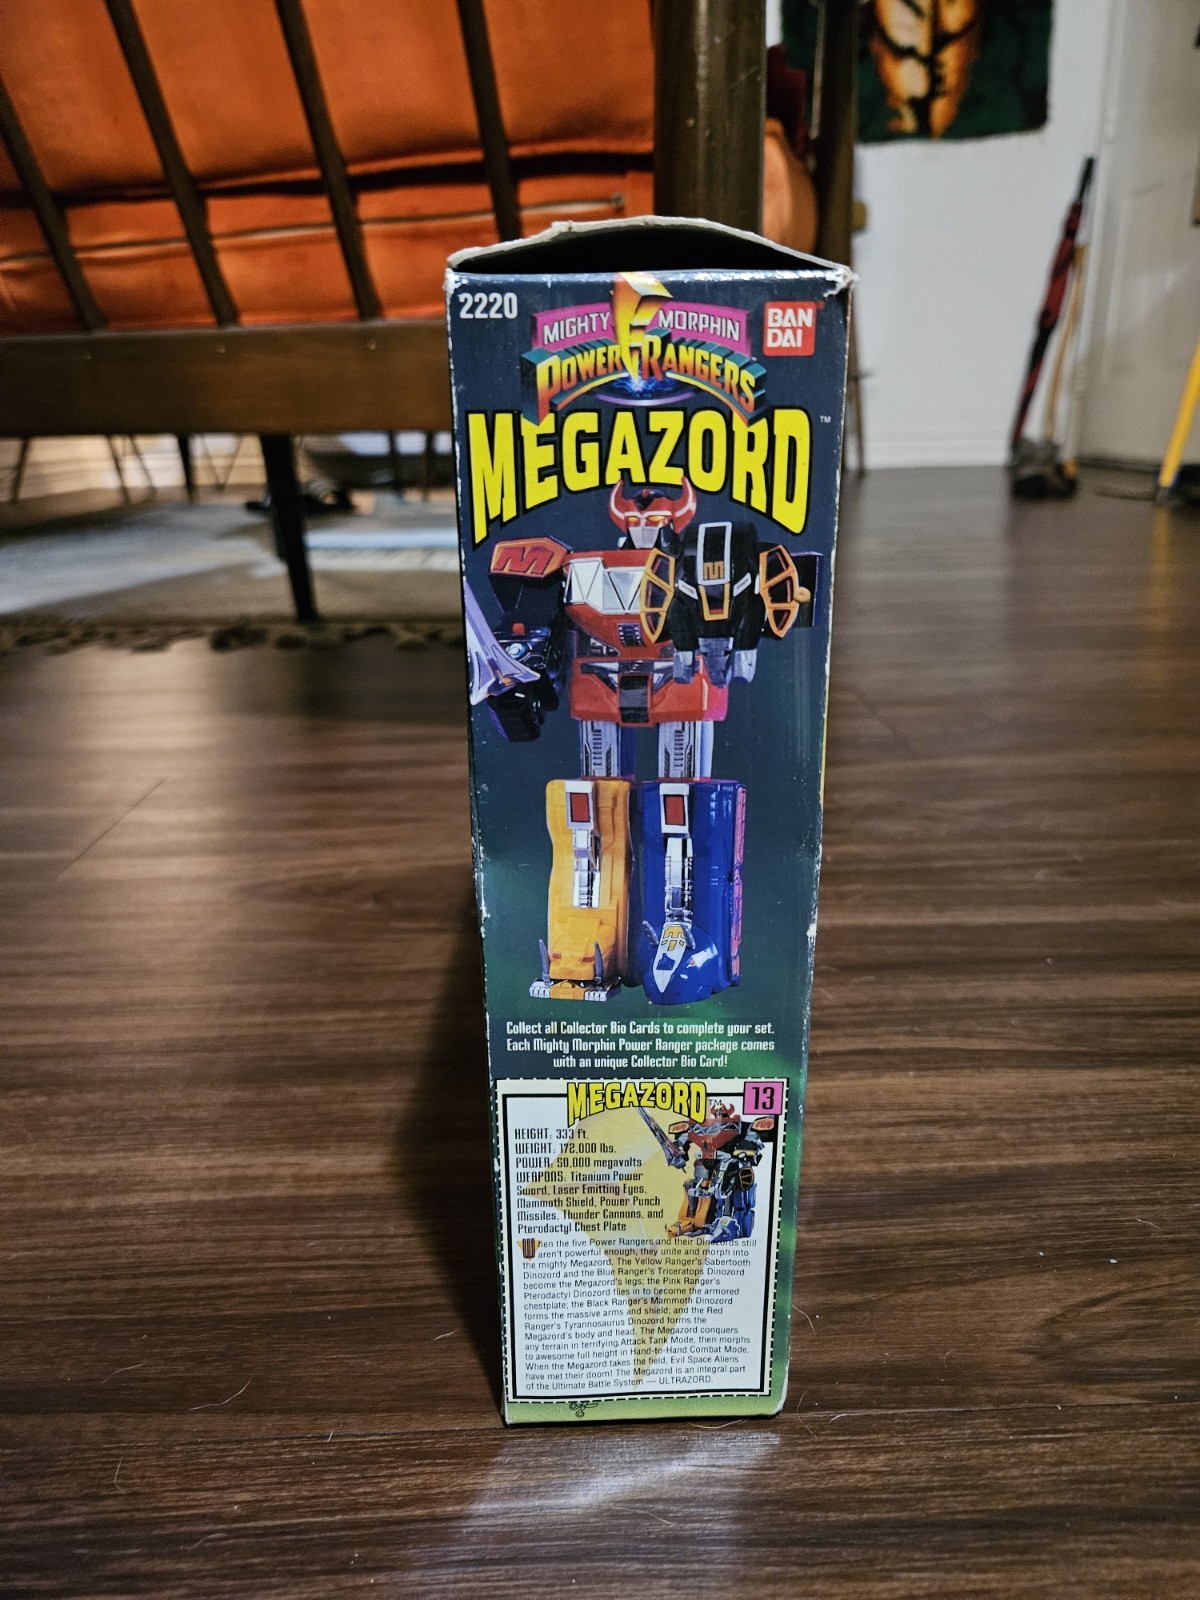 2220
MIGHTY MORPHIN
POWER RANGERS
BAN
DAI
MEGAZORD™
Collect all Collector Bio Cards to complete your set.
Each Mighty Morphin Power Ranger package comes
with an unique Collector Bio Card!
MEGAZORD™
13
HEIGHT: 333 ft.
WEIGHT: 172,000 lbs.
POWER: 50,000 megavolts
WEAPONS: Titanium Power
Sword, Laser Emitting Eyes,
Mammoth Shield, Power Punch
Missiles, Thunder Cannons, and
Pterodactyl Chest Plate
When the five Power Rangers and their Dinozords still
aren't powerful enough, they unite and morph into
the mighty Megazord. The Yellow Ranger's Sabertooth
Dinozord and the Blue Ranger's Triceratops Dinozord
become the Megazord's legs; the Pink Ranger's
Pterodactyl Dinozord flies in to become the armored
chestplate; the Black Ranger's Mammoth Dinozord
forms the massive arms and shield; and the Red
Ranger's Tyrannosaurus Dinozord forms the
Megazord's body and head. The Megazord conquers
any terrain in terrifying Attack Tank Mode, then morphs
to awesome full height in Hand-to-Hand Combat Mode.
When the Megazord takes the field, Evil Space Aliens
have met their doom! The Megazord is an integral part
of the Ultimate Battle System — ULTRAZORD.